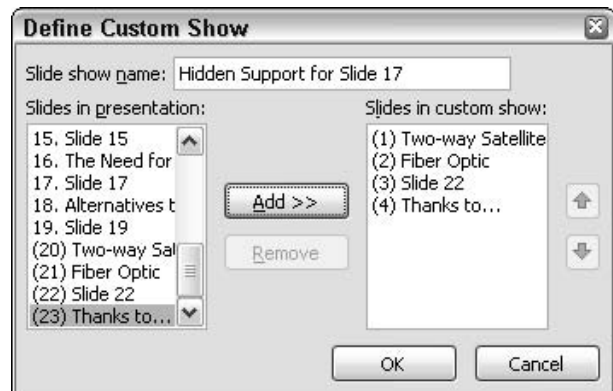 Define Custom Show
Slide show name: Hidden Support for Slide 17
Slides in presentation:
15. Slide 15
16. The Need for
17. Slide 17
18. Alternatives t
19. Slide 19
(20) Two-way Sat
(21) Fiber Optic
(22) Slide 22
(23) Thanks to...
Add >>
Remove
Slides in custom show:
(1) Two-way Satellite
(2) Fiber Optic
(3) Slide 22
(4) Thanks to...
OK
Cancel